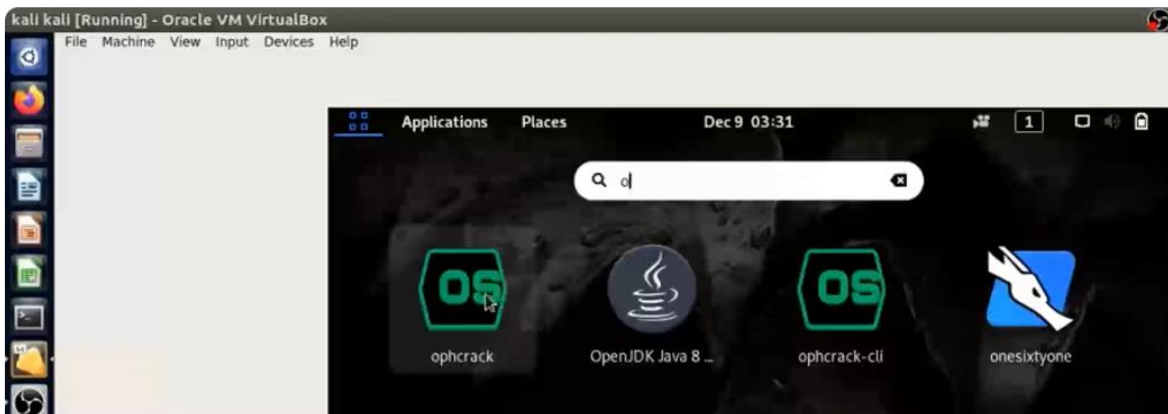 kali kali [Running] - Oracle VM VirtualBox
File Machine View Input Devices Help
Applications Places Dec 9 03:31 1
o
OS OS
ophcrack OpenJDK Java 8 ... ophcrack-cli onesixtyone